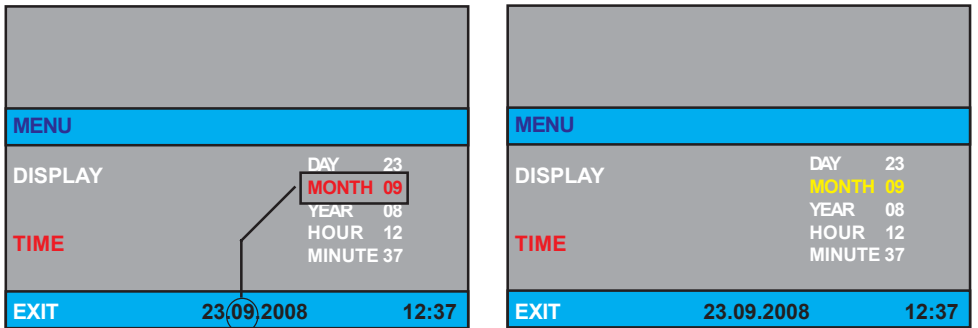 MENU
DISPLAY
DAY 23
MONTH 09
YEAR 08
TIME
HOUR 12
MINUTE 37
EXIT 23.09.2008 12:37
MENU
DISPLAY
DAY 23
MONTH 09
YEAR 08
TIME
HOUR 12
MINUTE 37
EXIT 23.09.2008 12:37